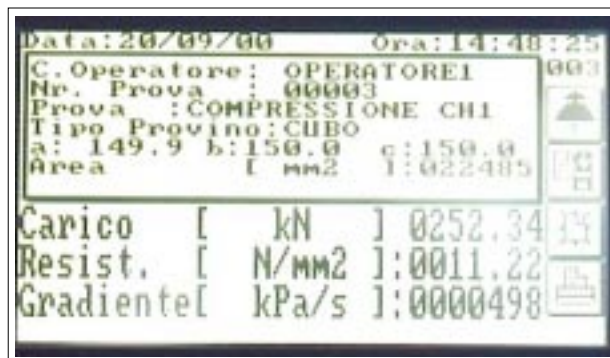 Data:20/09/00 Ora:14:48:25
C.Operatore: OPERATORE1
003
Nr. Prova : 00003
Prova :COMPRESSIONE CH1
Tipo Provino:CUBO
a: 149.9 b:150.0 c:150.0
Area [ mm2 ]:022485
Carico [ kN ] 0252.34
Resist. [ N/mm2 ]:0011.22
Gradiente[ kPa/s ]:0000498